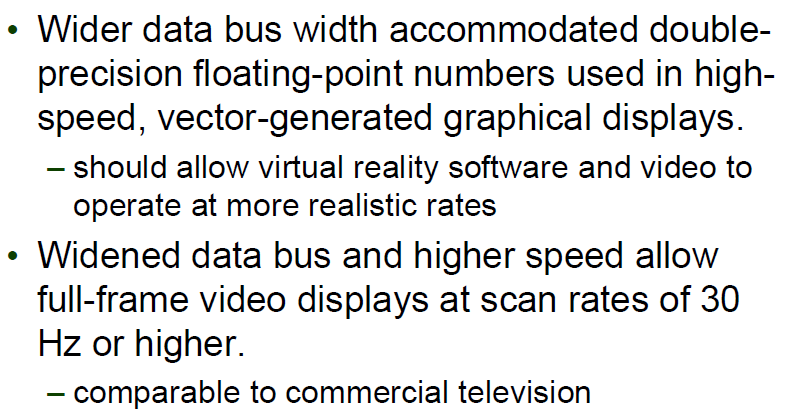 • Wider data bus width accommodated double-
precision floating-point numbers used in high-
speed, vector-generated graphical displays.
– should allow virtual reality software and video to
operate at more realistic rates
• Widened data bus and higher speed allow
full-frame video displays at scan rates of 30
Hz or higher.
– comparable to commercial television